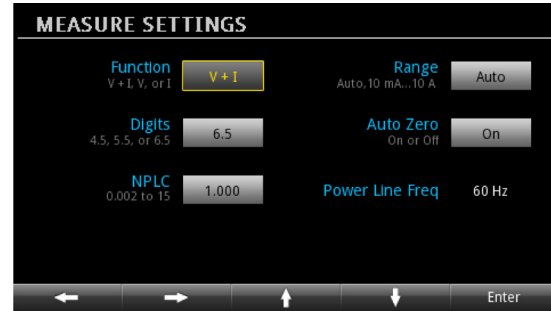 MEASURE SETTINGS
Function
V + I, V, or I
V + I
Range
Auto,10 mA...10 A
Auto
Digits
4.5, 5.5, or 6.5
6.5
Auto Zero
On or Off
On
NPLC
0.002 to 15
1.000
Power Line Freq
60 Hz
Enter